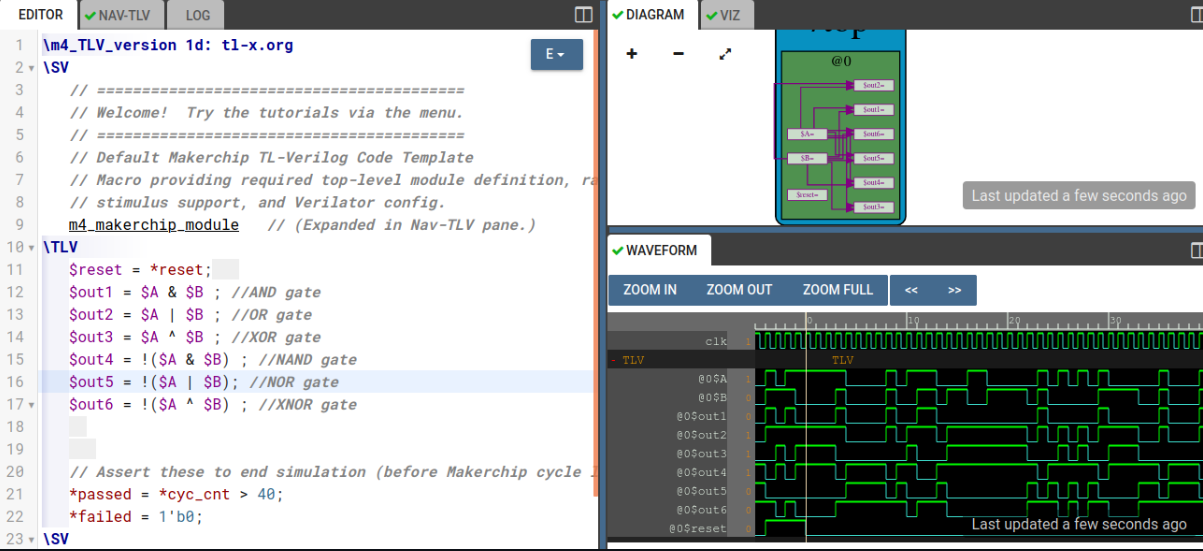 EDITOR
NAV-TLV
LOG
1 \m4_TLV_version 1d: tl-x.org
2 \SV
3 // =========================================
4 // Welcome!  Try the tutorials via the menu.
5 // =========================================
6 // Default Makerchip TL-Verilog Code Template
7 // Macro providing required top-level module definition, ra
8 // stimulus support, and Verilator config.
9 m4_makerchip_module   // (Expanded in Nav-TLV pane.)
10 \TLV
11 $reset = *reset;
12 $out1 = $A & $B ; //AND gate
13 $out2 = $A | $B ; //OR gate
14 $out3 = $A ^ $B ; //XOR gate
15 $out4 = !($A & $B) ; //NAND gate
16 $out5 = !($A | $B); //NOR gate
17 $out6 = !($A ^ $B) ; //XNOR gate
18
19
20 // Assert these to end simulation (before Makerchip cycle
21 *passed = *cyc_cnt > 40;
22 *failed = 1'b0;
23 \SV
E
DIAGRAM
VIZ
@0
$out2=
$out1=
$A=
$out6=
$B=
$out5=
$out4=
$reset=
$out3=
Last updated a few seconds ago
WAVEFORM
ZOOM IN
ZOOM OUT
ZOOM FULL
<<
>>
0
10
20
30
clk 1
- TLV
TLV
@0$A 1
@0$B 0
@0$out1 0
@0$out2 1
@0$out3 1
@0$out4 1
@0$out5 0
@0$out6 0
@0$reset 0
Last updated a few seconds ago